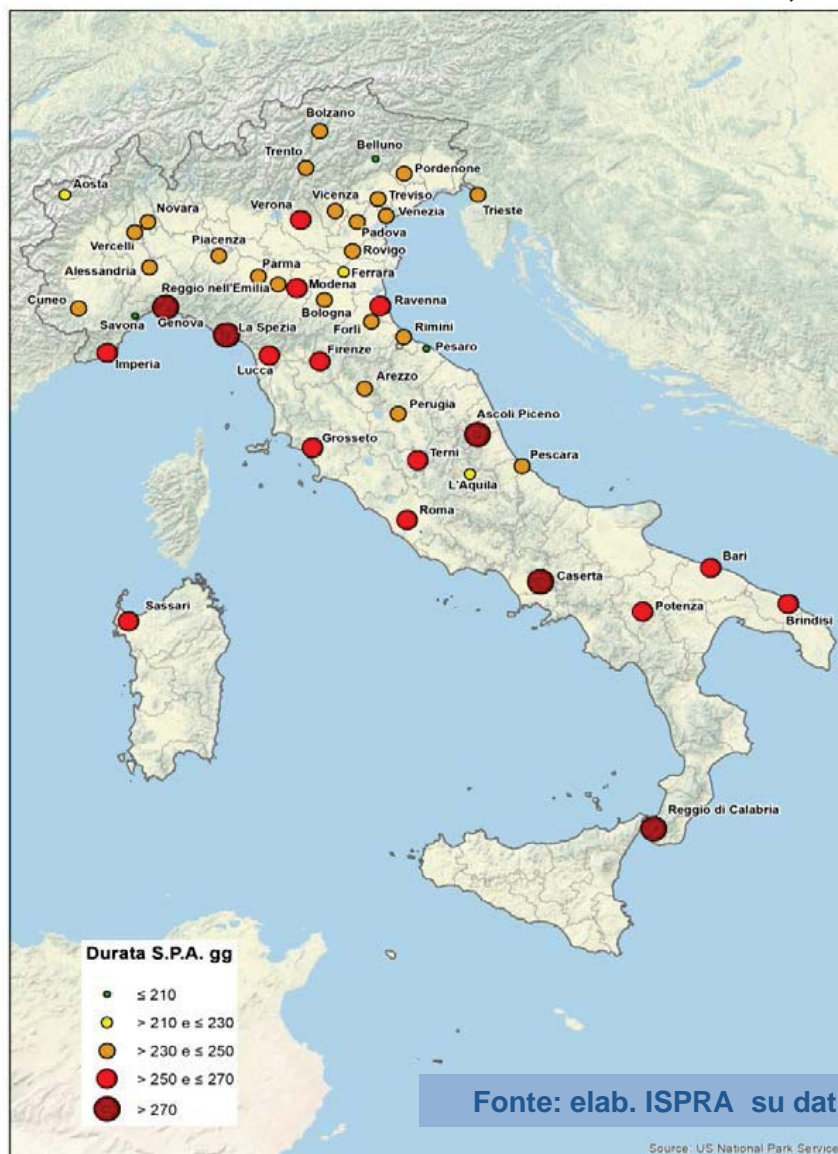 Bolzano
Belluno
Trento
Pordenone
Aosta
Vicenza
Treviso
Novara
Verona
Venezia
Trieste
Padova
Vercelli
Piacenza
Rovigo
Alessandria
Parma
Ferrara
Modena
Reggio nell'Emilia
Cuneo
Ravenna
Bologna
Savona
Genova
La Spezia
Forlì
Rimini
Pesaro
Firenze
Imperia
Lucca
Arezzo
Perugia
Ascoli Piceno
Grosseto
Terni
Pescara
L'Aquila
Roma
Bari
Caserta
Sassari
Potenza
Brindisi
Reggio di Calabria
Durata S.P.A. gg
≤ 210
> 210 e ≤ 230
> 230 e ≤ 250
> 250 e ≤ 270
> 270
Fonte: elab. ISPRA su dat
Source: US National Park Service